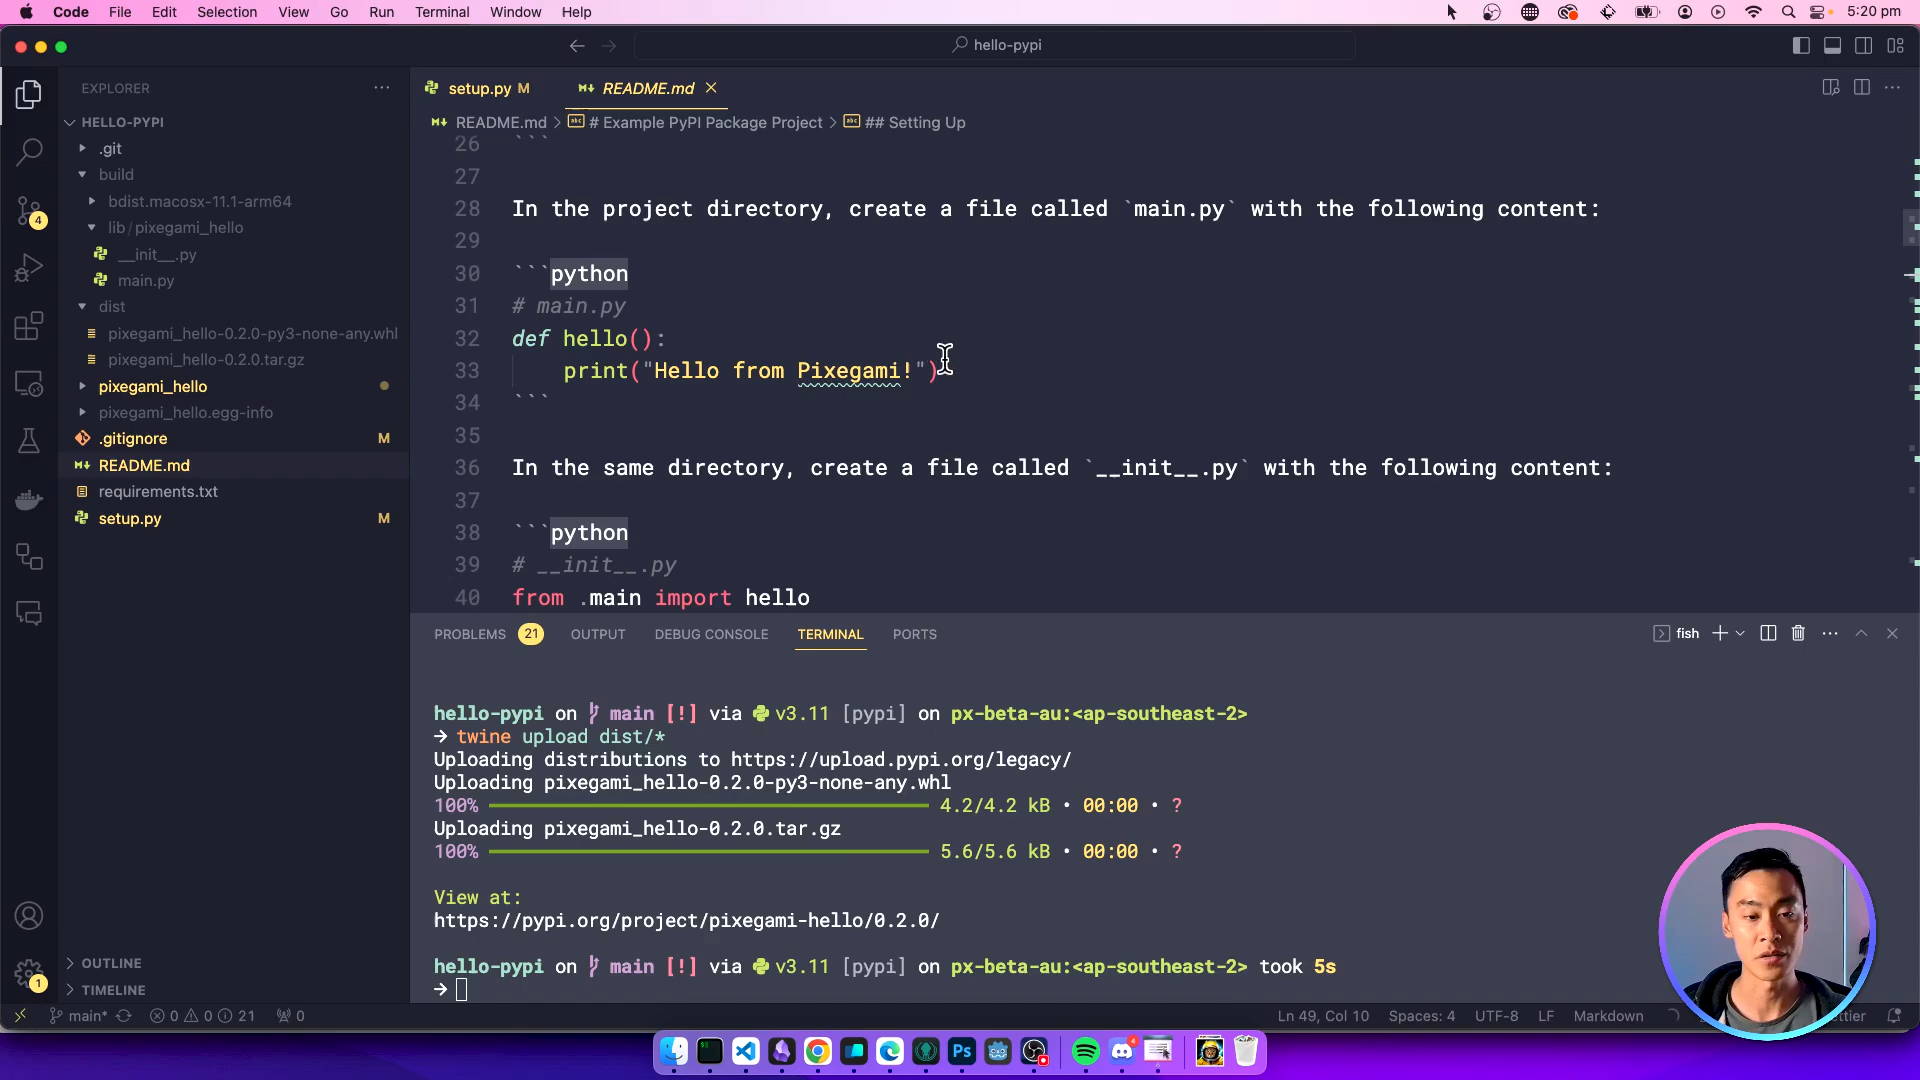 Code File Edit Selection View Go Run Terminal Window Help
5:20 pm
hello-pypi
EXPLORER
HELLO-PYPI
.git
build
bdist.macosx-11.1-arm64
lib/pixegami_hello
__init__.py
main.py
dist
pixegami_hello-0.2.0-py3-none-any.whl
pixegami_hello-0.2.0.tar.gz
pixegami_hello
pixegami_hello.egg-info
.gitignore M
README.md
requirements.txt
setup.py M
OUTLINE
TIMELINE
4
1
setup.py M README.md
README.md > # Example PyPI Package Project > ## Setting Up
26 ```
27
28 In the project directory, create a file called `main.py` with the following content:
29
30 ```python
31 # main.py
32 def hello():
33 print("Hello from Pixegami!")
34 ```
35
36 In the same directory, create a file called `__init__.py` with the following content:
37
38 ```python
39 # __init__.py
40 from .main import hello
PROBLEMS 21 OUTPUT DEBUG CONSOLE TERMINAL PORTS
fish
hello-pypi on main [!] via v3.11 [pypi] on px-beta-au:<ap-southeast-2>
→ twine upload dist/*
Uploading distributions to https://upload.pypi.org/legacy/
Uploading pixegami_hello-0.2.0-py3-none-any.whl
100% 4.2/4.2 kB • 00:00 • ?
Uploading pixegami_hello-0.2.0.tar.gz
100% 5.6/5.6 kB • 00:00 • ?
View at:
https://pypi.org/project/pixegami-hello/0.2.0/
hello-pypi on main [!] via v3.11 [pypi] on px-beta-au:<ap-southeast-2> took 5s
→
main* 0 0 21 0
Ln 49, Col 10 Spaces: 4 UTF-8 LF Markdown
Ps
4